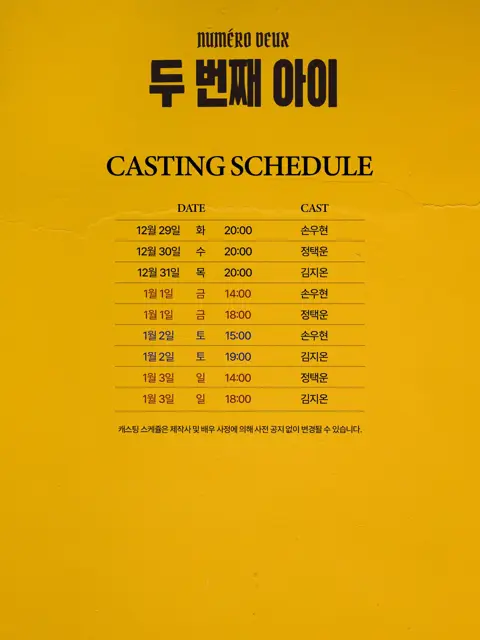 NUMÉRO DEUX
두 번째 아이
CASTING SCHEDULE
DATE CAST
12월 29일 화 20:00 손우현
12월 30일 수 20:00 정택운
12월 31일 목 20:00 김지온
1월 1일 금 14:00 손우현
1월 1일 금 18:00 정택운
1월 2일 토 15:00 손우현
1월 2일 토 19:00 김지온
1월 3일 일 14:00 정택운
1월 3일 일 18:00 김지온
캐스팅 스케줄은 제작사 및 배우 사정에 의해 사전 공지 없이 변경될 수 있습니다.